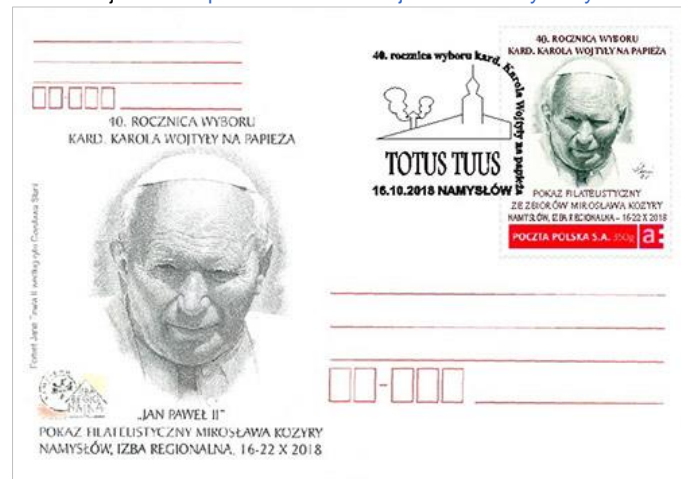 40. ROCZNICA WYBORU
KARD. KAROLA WOJTYŁY NA PAPIEŻA
„JAN PAWEŁ II”
POKAZ FILATELISTYCZNY MIROSŁAWA KOZYRY
NAMYSŁÓW, IZBA REGIONALNA, 16-22 X 2018
40. rocznica wyboru kard. Karola Wojtyły na papieża
TOTUS TUUS
16.10.2018 NAMYSŁÓW
40. ROCZNICA WYBORU
KARD. KAROLA WOJTYŁY NA PAPIEŻA
POKAZ FILATELISTYCZNY
ZE ZBIORÓW MIROSŁAWA KOZYRY
NAMYSŁÓW, IZBA REGIONALNA – 16-22 X 2018
POCZTA POLSKA S.A. 350g a: